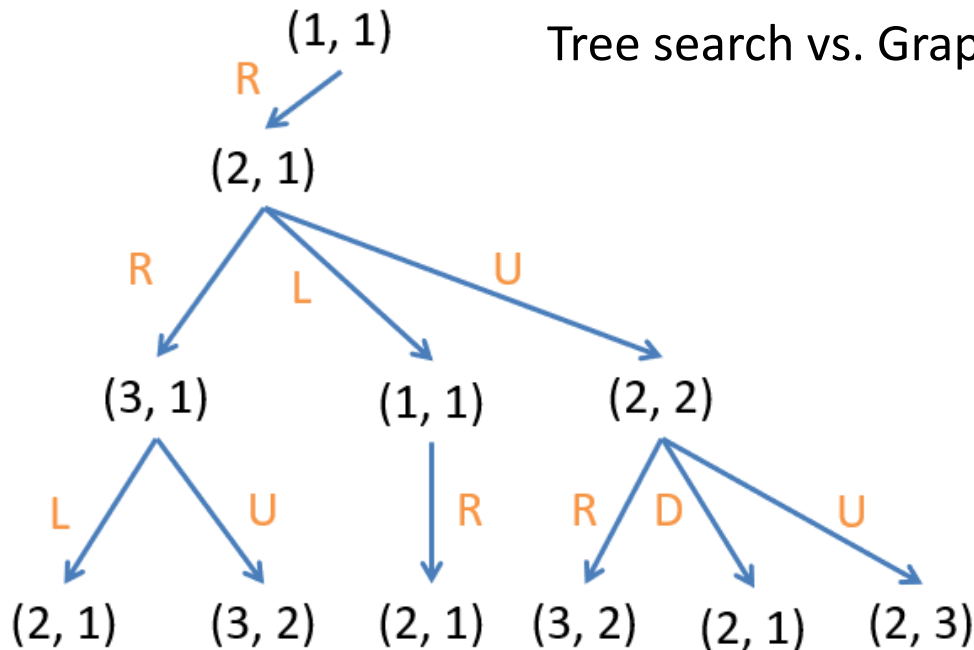 (1, 1)
Tree search vs. Grap
R
(2, 1)
R
L
U
(3, 1)
(1, 1)
(2, 2)
L
U
R
R
D
U
(2, 1)
(3, 2)
(2, 1)
(3, 2)
(2, 1)
(2, 3)